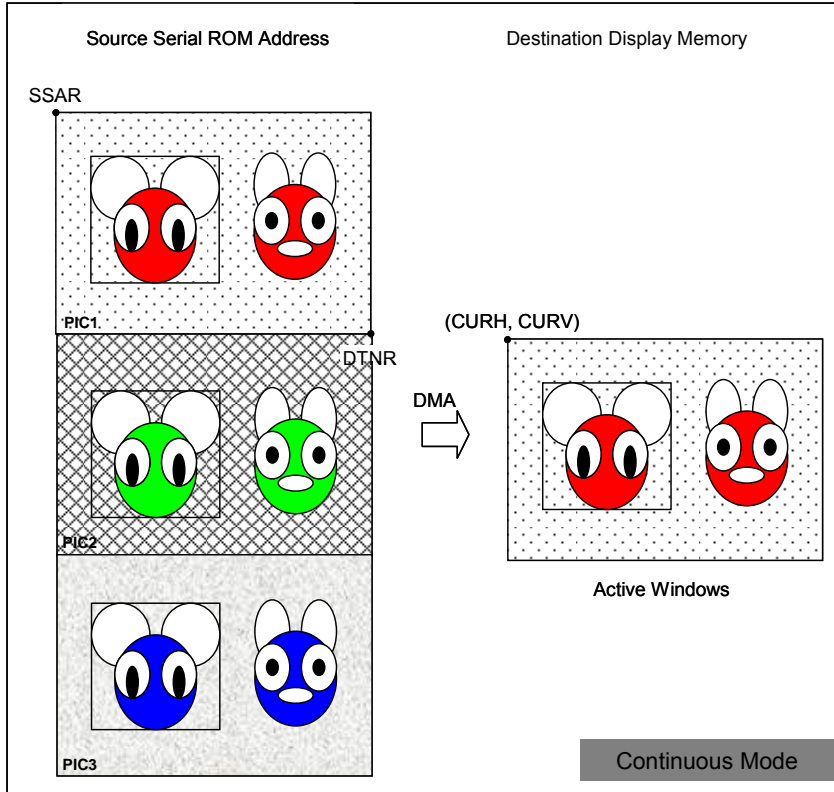 Source Serial ROM Address
Destination Display Memory
SSAR
PIC1
DTNR
(CURH, CURV)
DMA
PIC2
Active Windows
PIC3
Continuous Mode